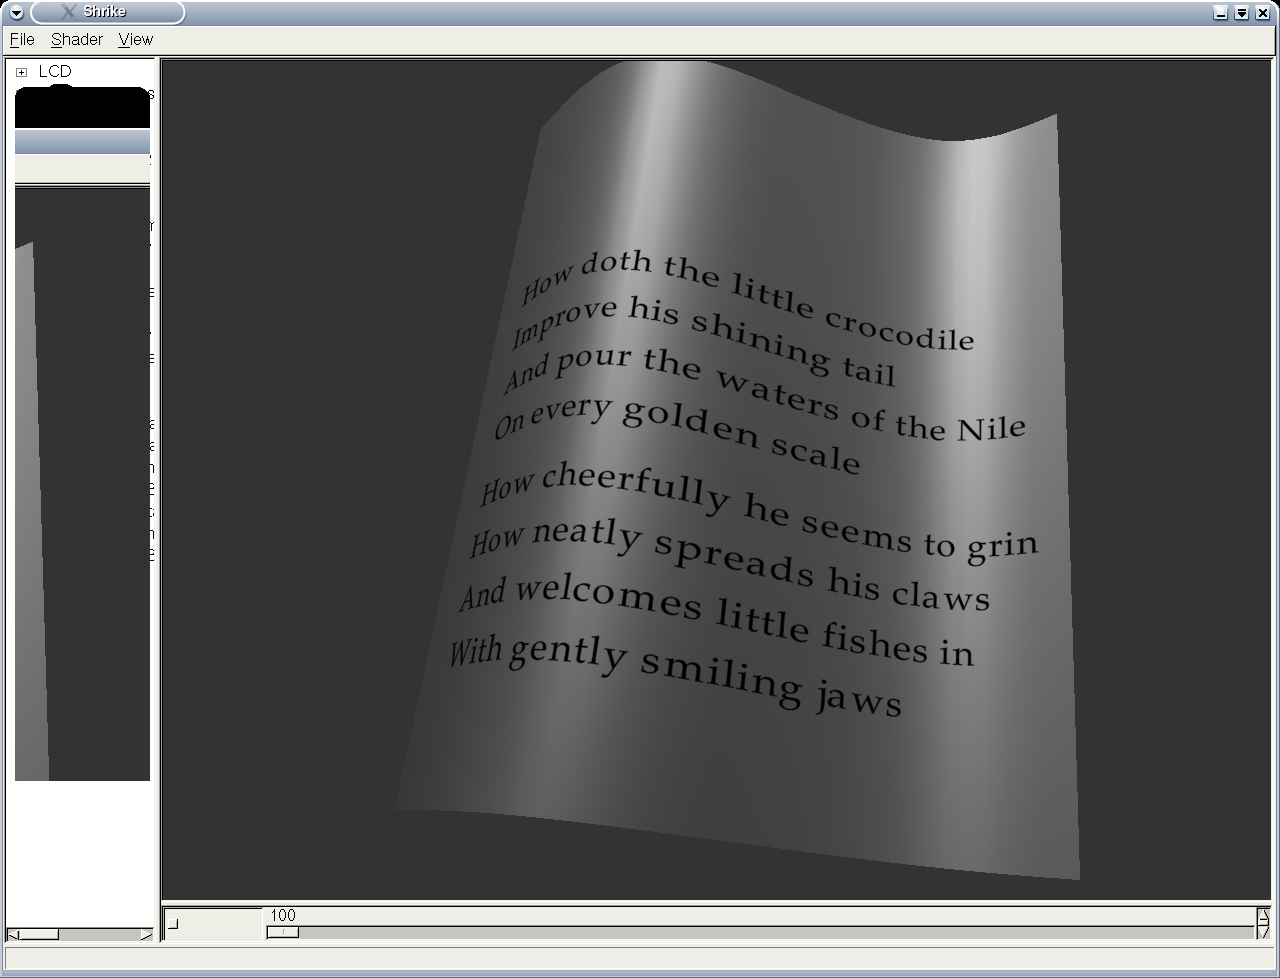 Shrike
File Shader View
LCD
How doth the little crocodile
Improve his shining tail
And pour the waters of the Nile
On every golden scale
How cheerfully he seems to grin
How neatly spreads his claws
And welcomes little fishes in
With gently smiling jaws
100